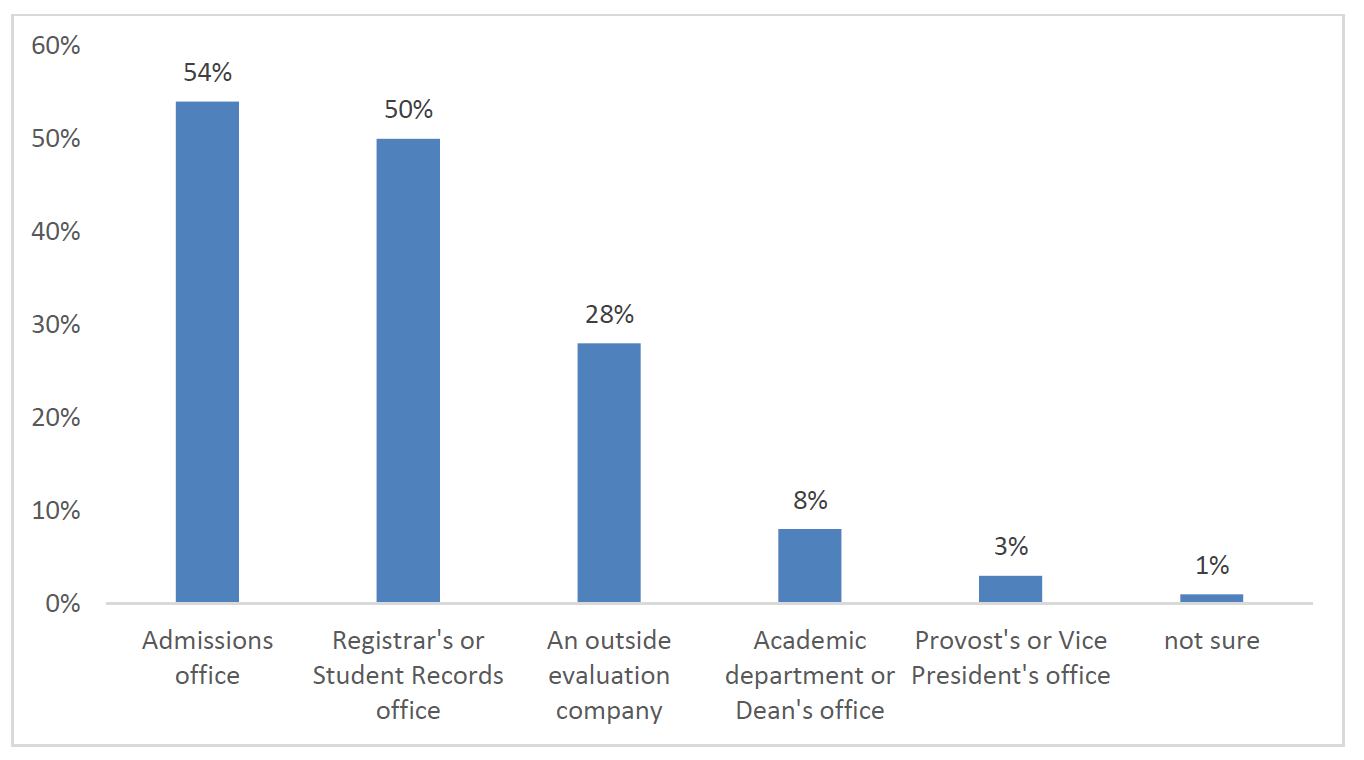 60%
54%
50%
50%
40%
30%
28%
20%
10%
8%
3%
1%
0%
Admissions
office
Registrar's or
Student Records
office
An outside
evaluation
company
Academic
department or
Dean's office
Provost's or Vice
President's office
not sure